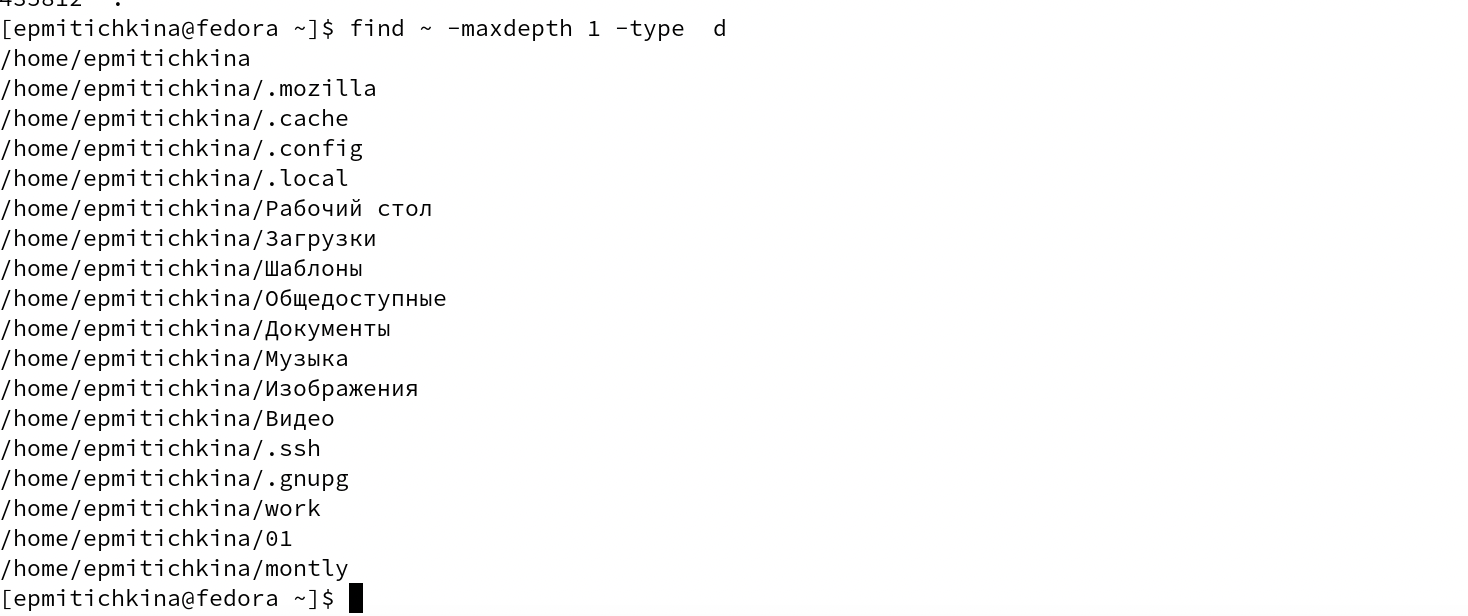 [epmitichkina@fedora ~]$ find ~ -maxdepth 1 -type  d
/home/epmitichkina
/home/epmitichkina/.mozilla
/home/epmitichkina/.cache
/home/epmitichkina/.config
/home/epmitichkina/.local
/home/epmitichkina/Рабочий стол
/home/epmitichkina/Загрузки
/home/epmitichkina/Шаблоны
/home/epmitichkina/Общедоступные
/home/epmitichkina/Документы
/home/epmitichkina/Музыка
/home/epmitichkina/Изображения
/home/epmitichkina/Видео
/home/epmitichkina/.ssh
/home/epmitichkina/.gnupg
/home/epmitichkina/work
/home/epmitichkina/01
/home/epmitichkina/montly
[epmitichkina@fedora ~]$